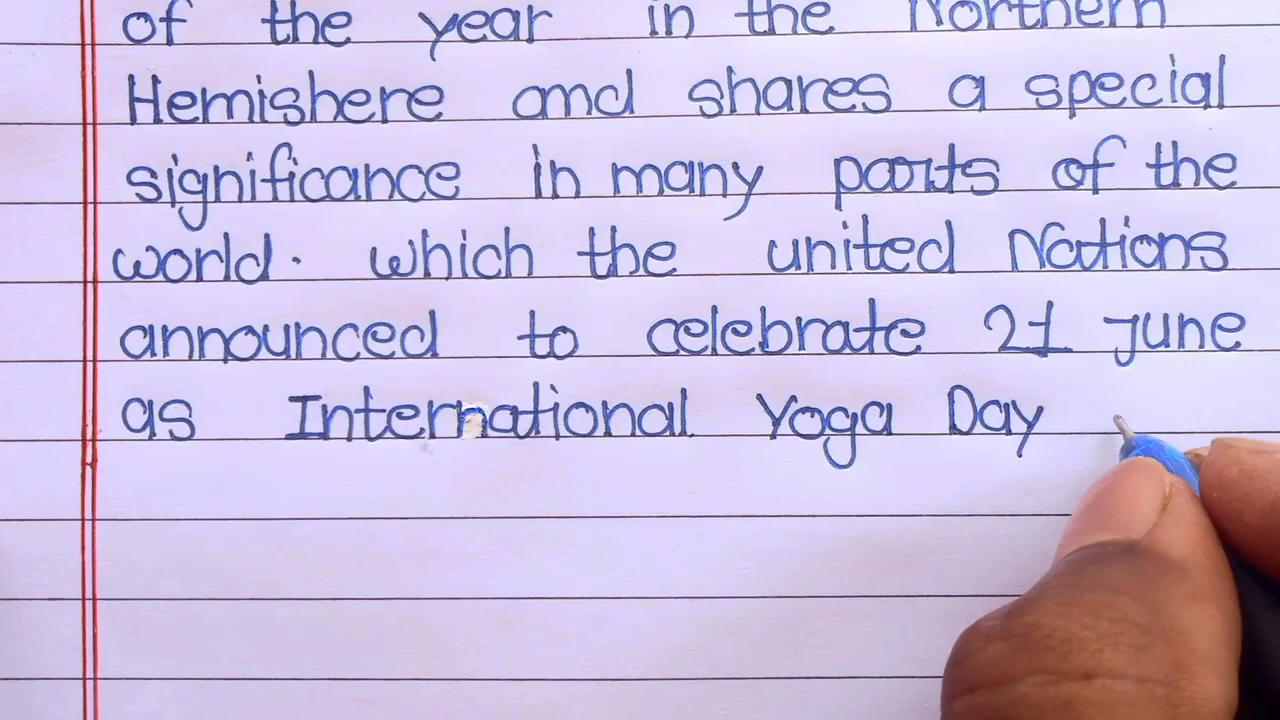 of the year in the Northern
Hemishere and shares a special
significance in many parts of the
world. which the united Nations
announced to celebrate 21 June
as International Yoga Day